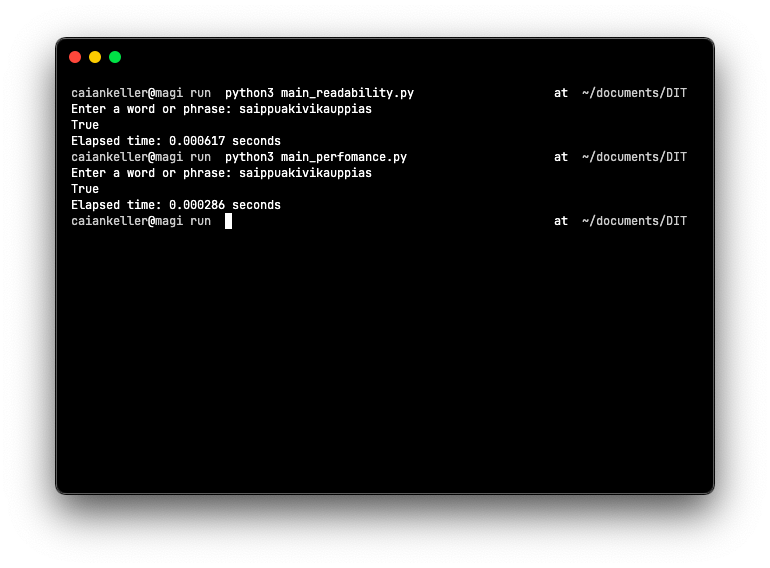 caiankeller@magi run  python3 main_readability.py at  ~/documents/DIT
Enter a word or phrase: saippuakivikauppias
True
Elapsed time: 0.000617 seconds
caiankeller@magi run  python3 main_perfomance.py at  ~/documents/DIT
Enter a word or phrase: saippuakivikauppias
True
Elapsed time: 0.000286 seconds
caiankeller@magi run at  ~/documents/DIT